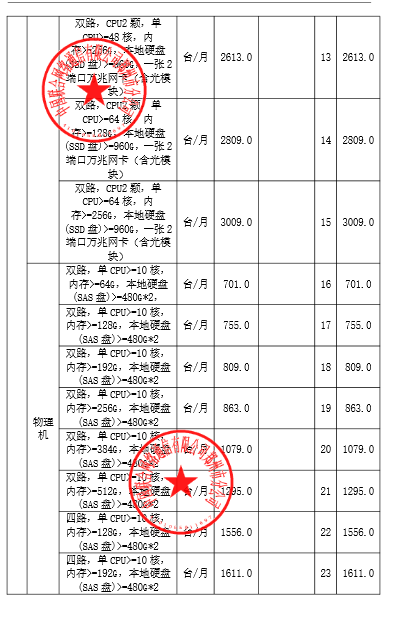 双路，CPU2 颗，单
CPU>=48 核，内
存>=256G，本地硬盘
(SSD 盘)>=960G，一张 2
端口万兆网卡（含光模
块）
台/月
2613.0
13
2613.0
双路，CPU2 颗，单
CPU>=64 核，内
存>=128G，本地硬盘
(SSD 盘)>=960G，一张 2
端口万兆网卡（含光模
块）
台/月
2809.0
14
2809.0
双路，CPU2 颗，单
CPU>=64 核，内
存>=256G，本地硬盘
(SSD 盘)>=960G，一张 2
端口万兆网卡（含光模
块）
台/月
3009.0
15
3009.0
物理
机
双路，单 CPU>=10 核，
内存>=64G，本地硬盘
(SAS 盘)>=480G*2，
台/月
701.0
16
701.0
双路，单 CPU>=10 核，
内存>=128G，本地硬盘
(SAS 盘)>=480G*2
台/月
755.0
17
755.0
双路，单 CPU>=10 核，
内存>=192G，本地硬盘
(SAS 盘)>=480G*2
台/月
809.0
18
809.0
双路，单 CPU>=10 核，
内存>=256G，本地硬盘
(SAS 盘)>=480G*2
台/月
863.0
19
863.0
双路，单 CPU>=10 核，
内存>=384G，本地硬盘
(SAS 盘)>=480G*2
台/月
1079.0
20
1079.0
双路，单 CPU>=10 核，
内存>=512G，本地硬盘
(SAS 盘)>=480G*2
台/月
1295.0
21
1295.0
四路，单 CPU>=10 核，
内存>=128G，本地硬盘
(SAS 盘)>=480G*2
台/月
1556.0
22
1556.0
四路，单 CPU>=10 核，
内存>=192G，本地硬盘
(SAS 盘)>=480G*2
台/月
1611.0
23
1611.0